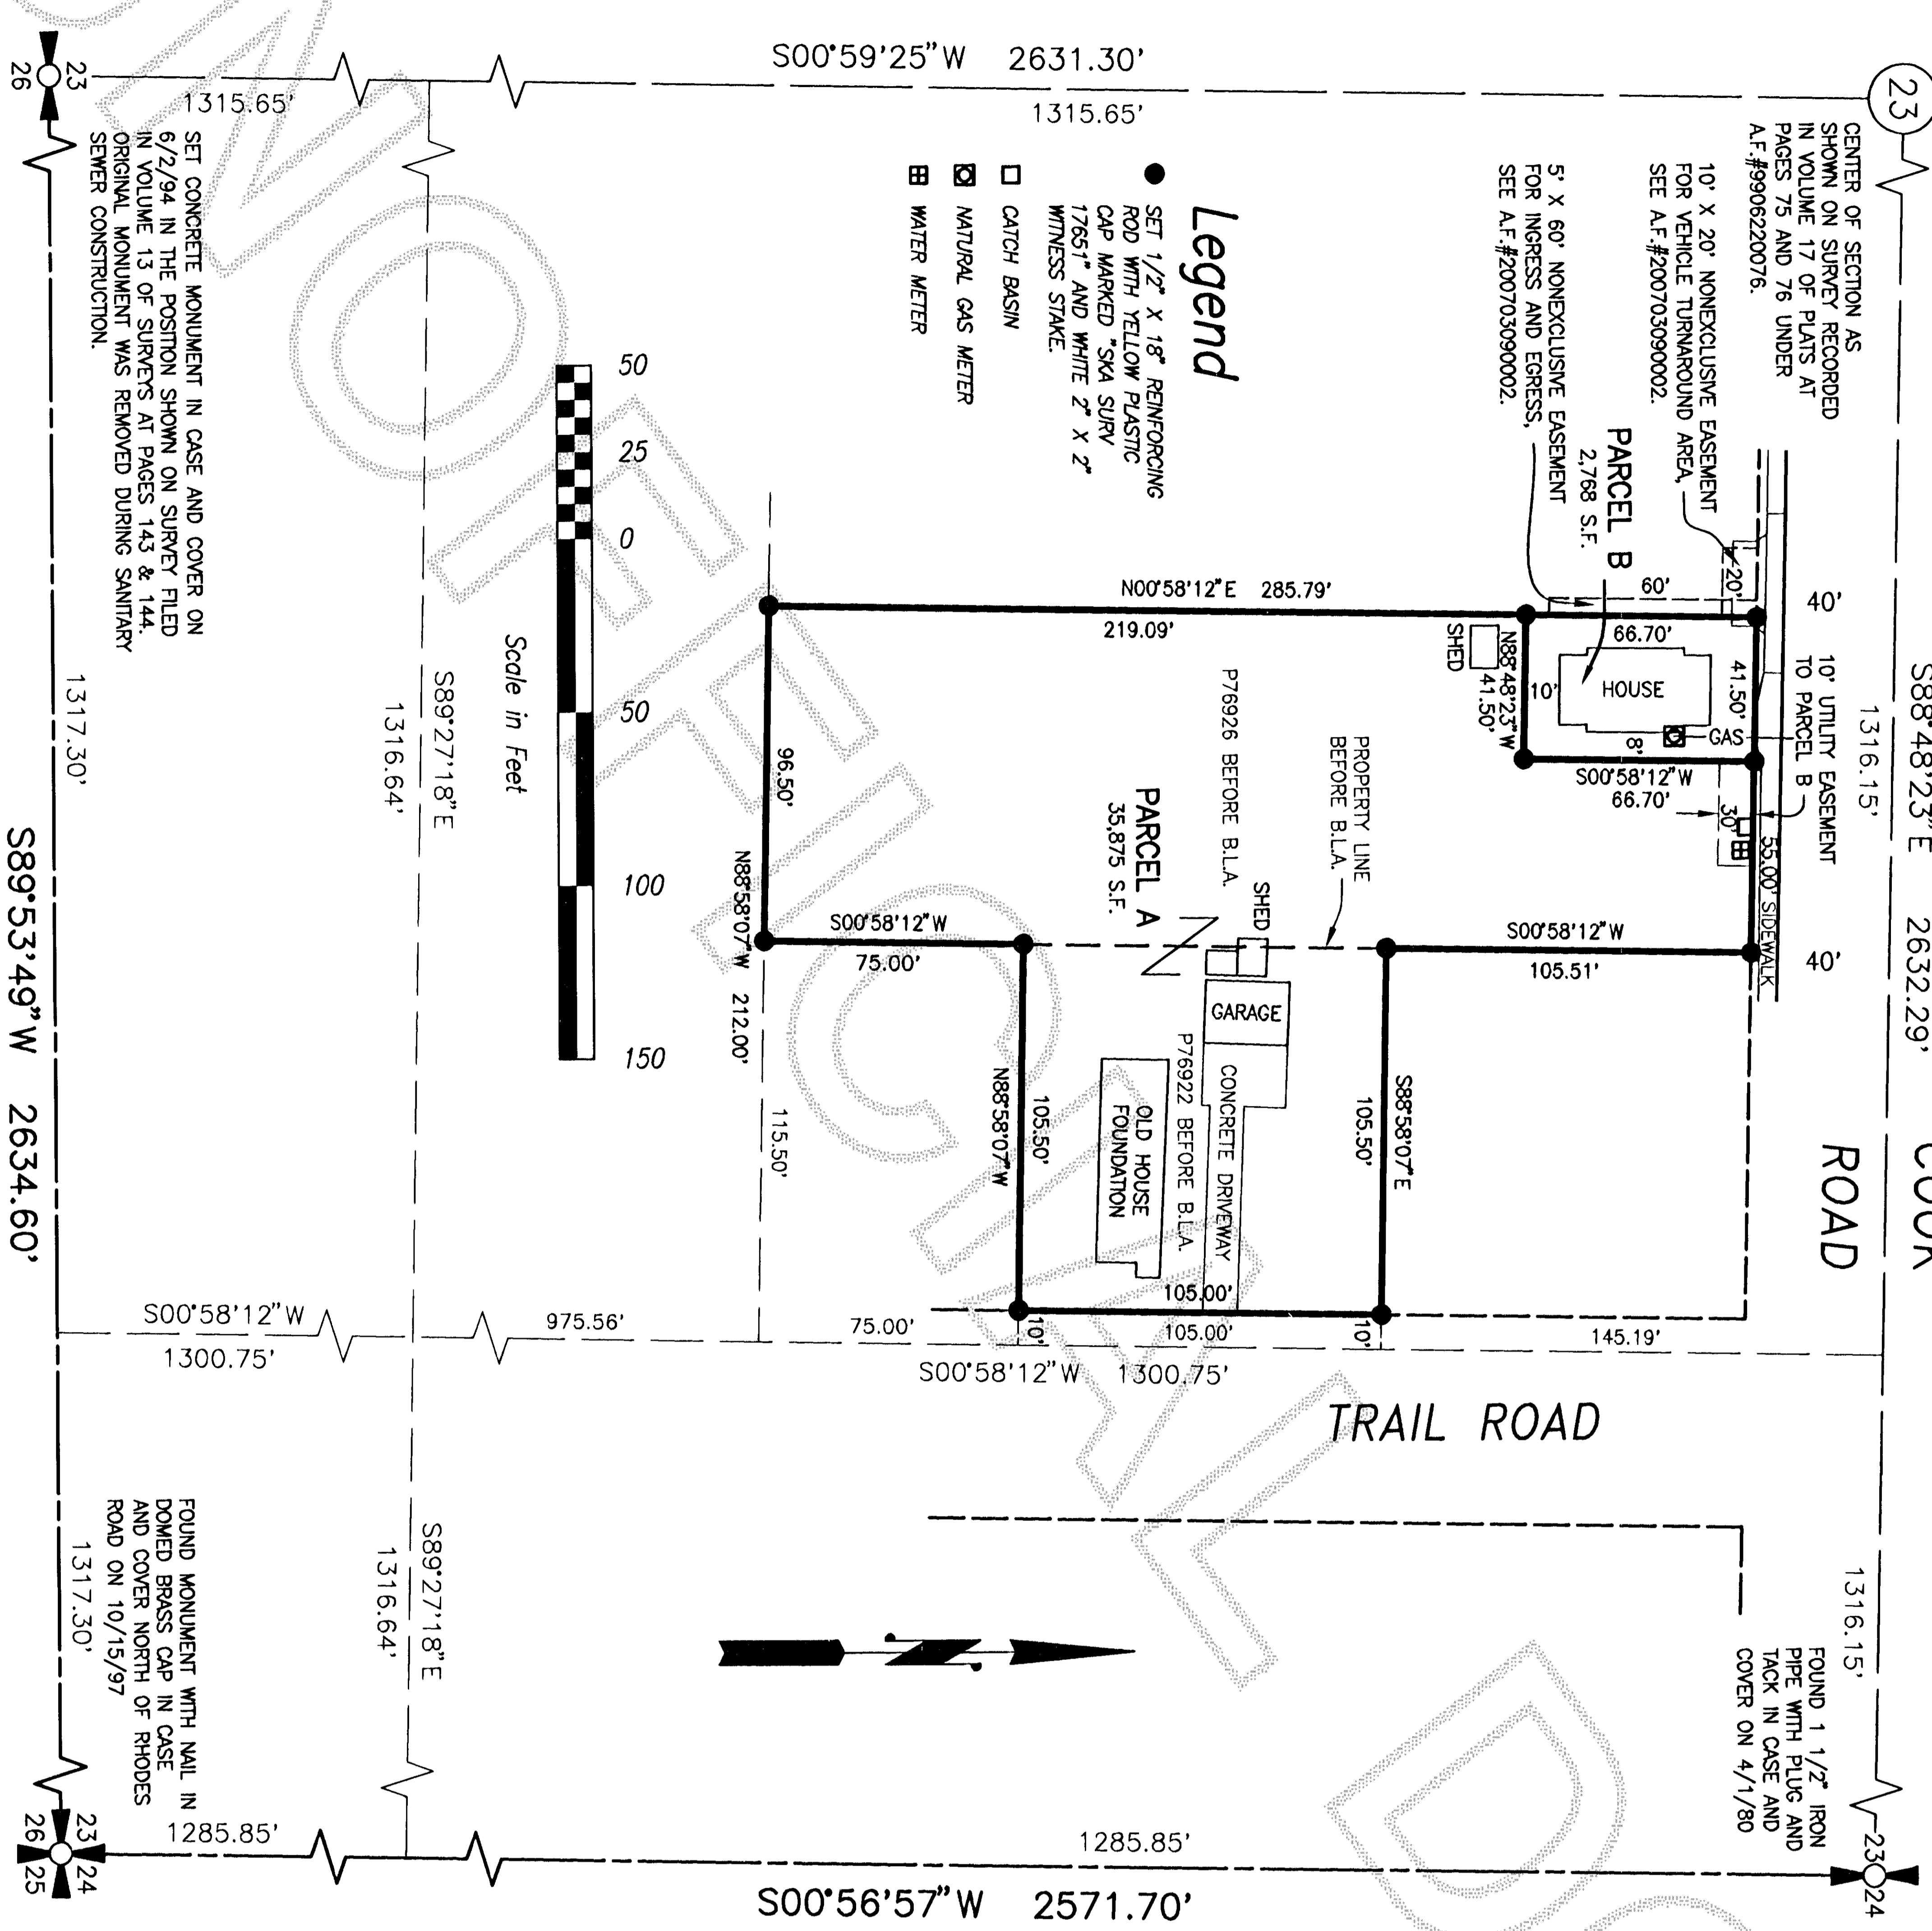 S00°59'25"W 2631.30'
1315.65'
1315.65'
23
26
23
CENTER OF SECTION AS
SHOWN ON SURVEY RECORDED
IN VOLUME 17 OF PLATS AT
PAGES 75 AND 76 UNDER
A.F.#9906220076.
10' X 20' NONEXCLUSIVE EASEMENT
FOR VEHICLE TURNAROUND AREA,
SEE A.F.#200703090002.
5' X 60' NONEXCLUSIVE EASEMENT
FOR INGRESS AND EGRESS,
SEE A.F.#200703090002.
PARCEL B
2,768 S.F.
Legend
SET 1/2" X 18" REINFORCING
ROD WITH YELLOW PLASTIC
CAP MARKED "SKA SURV
17651" AND WHITE 2" X 2"
WITNESS STAKE.
CATCH BASIN
NATURAL GAS METER
WATER METER
SET CONCRETE MONUMENT IN CASE AND COVER ON
6/2/94 IN THE POSITION SHOWN ON SURVEY FILED
IN VOLUME 13 OF SURVEYS AT PAGES 143 & 144.
ORIGINAL MONUMENT WAS REMOVED DURING SANITARY
SEWER CONSTRUCTION.
50
25
0
50
100
150
Scale in Feet
N00°58'12"E 285.79'
219.09'
60'
20'
66.70'
40'
HOUSE
10'
8'
GAS
41.50'
N88°48'23"W
41.50'
SHED
S00°58'12"W
66.70'
30'
10' UTILITY EASEMENT
TO PARCEL B
55.00'
SIDEWALK
40'
1316.15'
S88°48'23"E 2632.29'
COOK
ROAD
PROPERTY LINE
BEFORE B.L.A.
P76926 BEFORE B.L.A.
PARCEL A
35,875 S.F.
SHED
GARAGE
P76922 BEFORE B.L.A.
CONCRETE DRIVEWAY
OLD HOUSE
FOUNDATION
96.50'
N88°58'07"W 212.00'
S00°58'12"W
75.00'
S00°58'12"W
105.51'
105.50'
N88°58'07"W
S88°58'07"E
105.50'
115.50'
105.00'
10'
105.00'
10'
145.19'
75.00'
975.56'
S00°58'12"W
1300.75'
S00°58'12"W 1300.75'
TRAIL ROAD
S89°27'18"E
1316.64'
1317.30'
S89°53'49"W 2634.60'
S89°27'18"E
1316.64'
1317.30'
FOUND MONUMENT WITH NAIL IN
DOMED BRASS CAP IN CASE
AND COVER NORTH OF RHODES
ROAD ON 10/15/97
1316.15'
FOUND 1 1/2" IRON
PIPE WITH PLUG AND
TACK IN CASE AND
COVER ON 4/1/80
23
24
23 24
26 25
1285.85'
1285.85'
S00°56'57"W 2571.70'
UNOFFICIAL DO